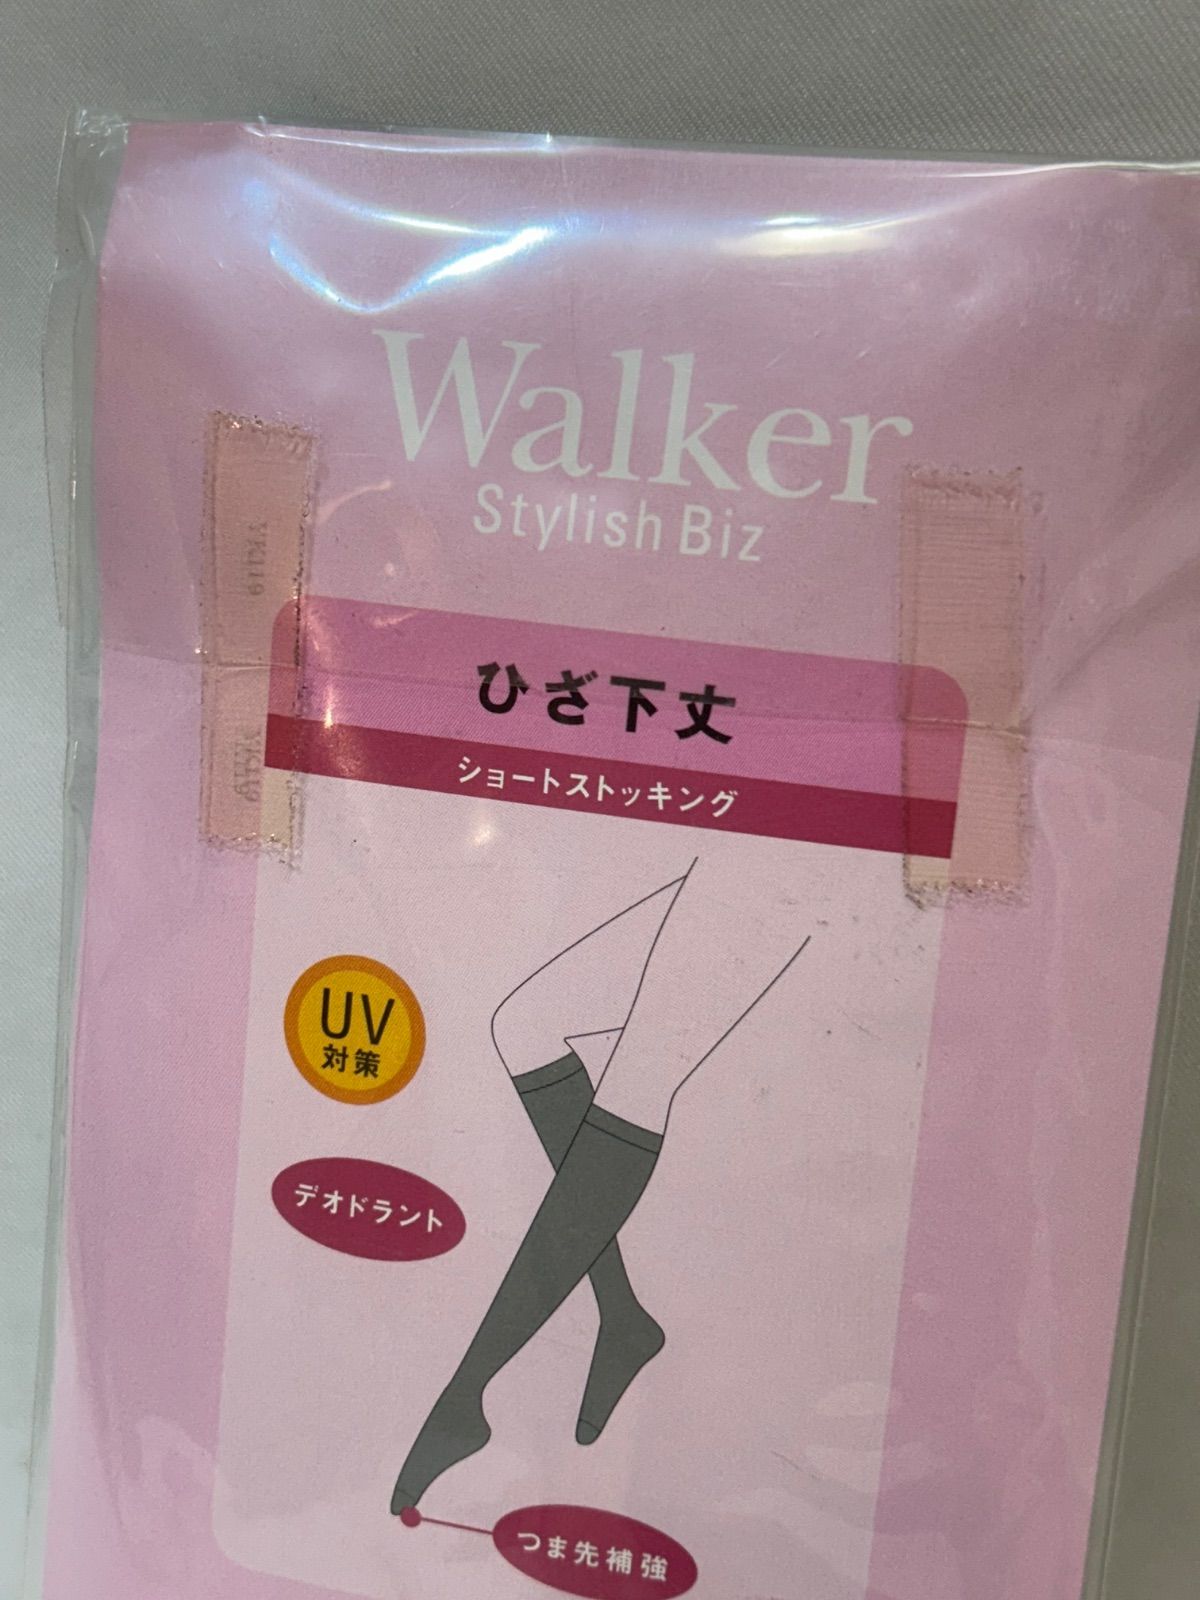 Walker
Stylish Biz
ひざ下丈
ショートストッキング
UV
対策
デオドラント
つま先補強